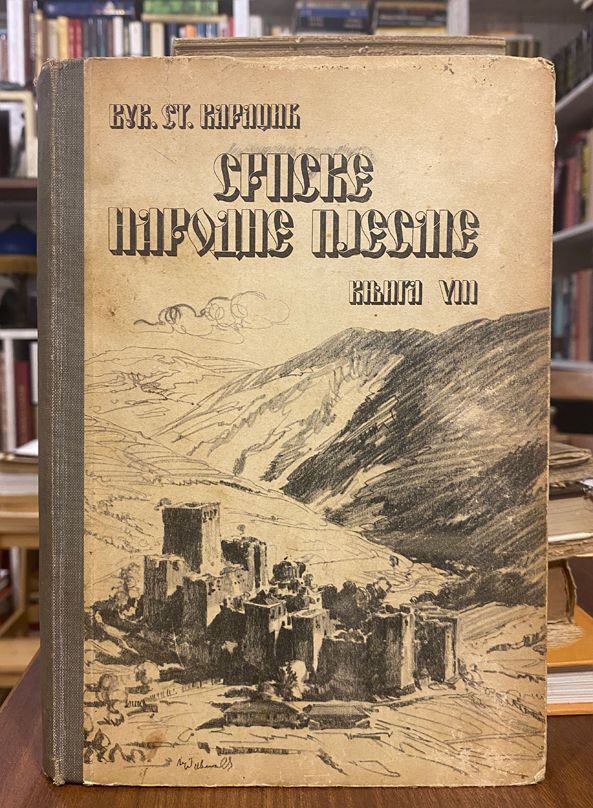 ВУК. СТ. КАРАЏИЋ
СРПСКЕ
НАРОДНЕ ПЈЕСМЕ
КЊИГА VIII